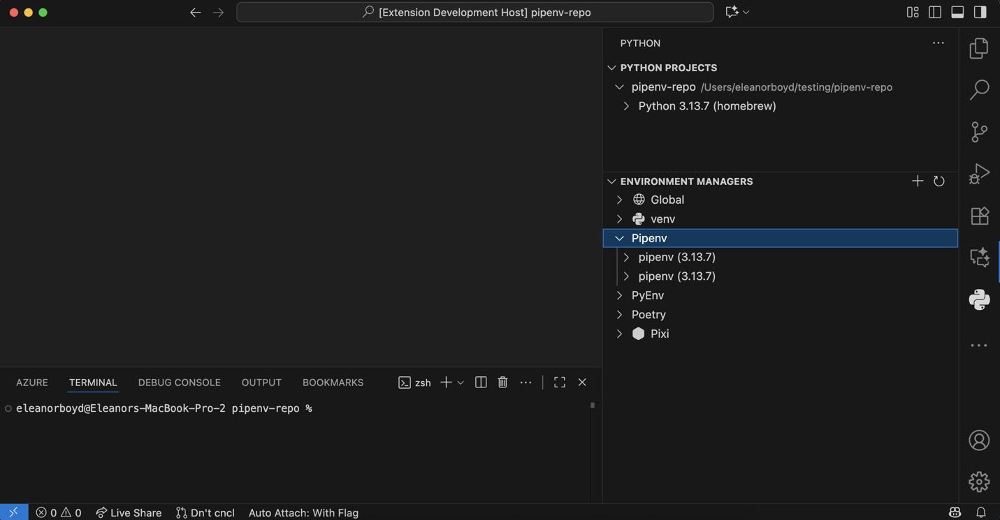 [Extension Development Host] pipenv-repo
PYTHON
PYTHON PROJECTS
pipenv-repo /Users/eleanorboyd/testing/pipenv-repo
Python 3.13.7 (homebrew)
ENVIRONMENT MANAGERS
Global
venv
Pipenv
pipenv (3.13.7)
pipenv (3.13.7)
PyEnv
Poetry
Pixi
AZURE TERMINAL DEBUG CONSOLE OUTPUT BOOKMARKS zsh
eleanorboyd@Eleanors-MacBook-Pro-2 pipenv-repo %
0 0 Live Share Dn't cncl Auto Attach: With Flag